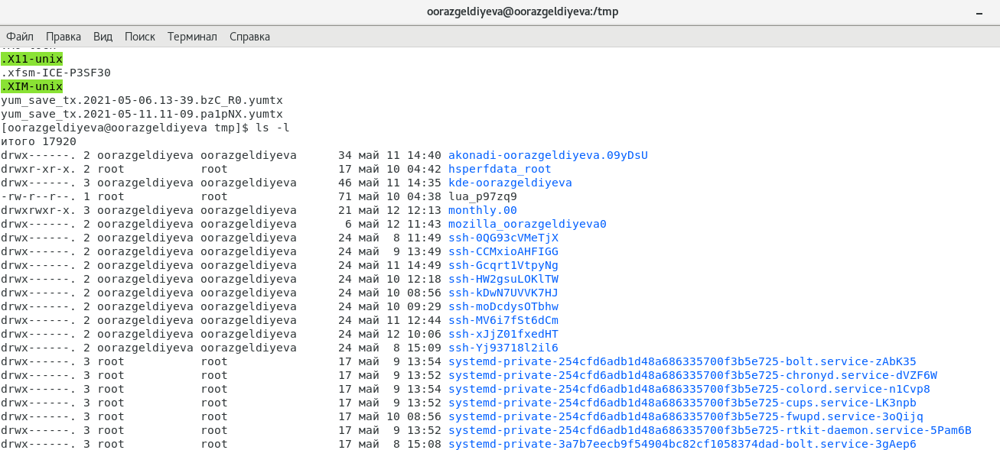 oorazgeldiyeva@oorazgeldiyeva:/tmp
Файл Правка Вид Поиск Терминал Справка
.X11-unix
.xfsm-ICE-P3SF30
.XIM-unix
yum_save_tx.2021-05-06.13-39.bzC_R0.yumtx
yum_save_tx.2021-05-11.11-09.pa1pNX.yumtx
[oorazgeldiyeva@oorazgeldiyeva tmp]$ ls -l
итого 17920
drwx------. 2 oorazgeldiyeva oorazgeldiyeva 34 май 11 14:40 akonadi-oorazgeldiyeva.09yDsU
drwxr-xr-x. 2 root root 17 май 10 04:42 hsperfdata_root
drwx------. 3 oorazgeldiyeva oorazgeldiyeva 46 май 11 14:35 kde-oorazgeldiyeva
-rw-r--r--. 1 root root 71 май 10 04:38 lua_p97zq9
drwxrwxr-x. 3 oorazgeldiyeva oorazgeldiyeva 21 май 12 12:13 monthly.00
drwx------. 2 oorazgeldiyeva oorazgeldiyeva 6 май 12 11:43 mozilla_oorazgeldiyeva0
drwx------. 2 oorazgeldiyeva oorazgeldiyeva 24 май 8 11:49 ssh-0QG93cVMeTjX
drwx------. 2 oorazgeldiyeva oorazgeldiyeva 24 май 9 13:49 ssh-CCMxioAHFIGG
drwx------. 2 oorazgeldiyeva oorazgeldiyeva 24 май 11 14:49 ssh-Gcqrt1VtpyNg
drwx------. 2 oorazgeldiyeva oorazgeldiyeva 24 май 10 12:18 ssh-HW2gsuLOKlTW
drwx------. 2 oorazgeldiyeva oorazgeldiyeva 24 май 10 08:56 ssh-kDwN7UVVK7HJ
drwx------. 2 oorazgeldiyeva oorazgeldiyeva 24 май 10 09:29 ssh-moDcdysOTbhw
drwx------. 2 oorazgeldiyeva oorazgeldiyeva 24 май 11 12:44 ssh-MV6i7fSt6dCm
drwx------. 2 oorazgeldiyeva oorazgeldiyeva 24 май 12 10:06 ssh-xJjZ01fxedHT
drwx------. 2 oorazgeldiyeva oorazgeldiyeva 24 май 8 15:09 ssh-Yj93718l2il6
drwx------. 3 root root 17 май 9 13:54 systemd-private-254cfd6adb1d48a686335700f3b5e725-bolt.service-zAbK35
drwx------. 3 root root 17 май 9 13:52 systemd-private-254cfd6adb1d48a686335700f3b5e725-chronyd.service-dVZF6W
drwx------. 3 root root 17 май 9 13:54 systemd-private-254cfd6adb1d48a686335700f3b5e725-colord.service-n1Cvp8
drwx------. 3 root root 17 май 9 13:52 systemd-private-254cfd6adb1d48a686335700f3b5e725-cups.service-LK3npb
drwx------. 3 root root 17 май 10 08:56 systemd-private-254cfd6adb1d48a686335700f3b5e725-fwupd.service-3oQijq
drwx------. 3 root root 17 май 9 13:52 systemd-private-254cfd6adb1d48a686335700f3b5e725-rtkit-daemon.service-5Pam6B
drwx------. 3 root root 17 май 8 15:08 systemd-private-3a7b7eecb9f54904bc82cf1058374dad-bolt.service-3gAep6